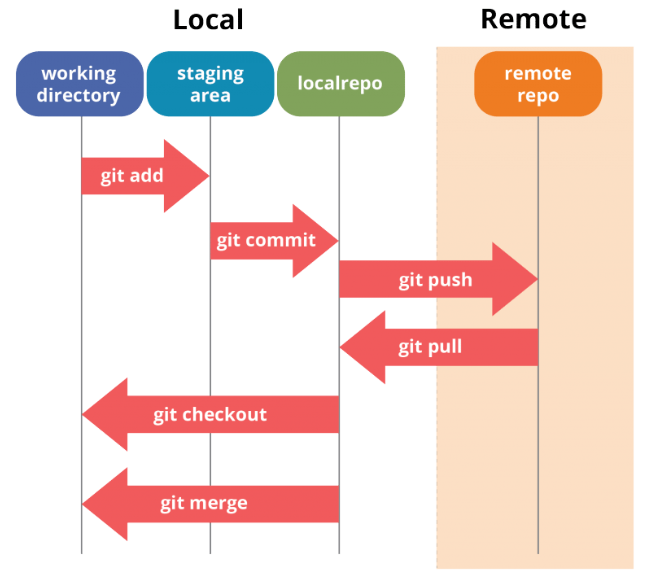 Local
Remote
working
directory
staging
area
localrepo
remote
repo
git add
git commit
git push
git pull
git checkout
git merge